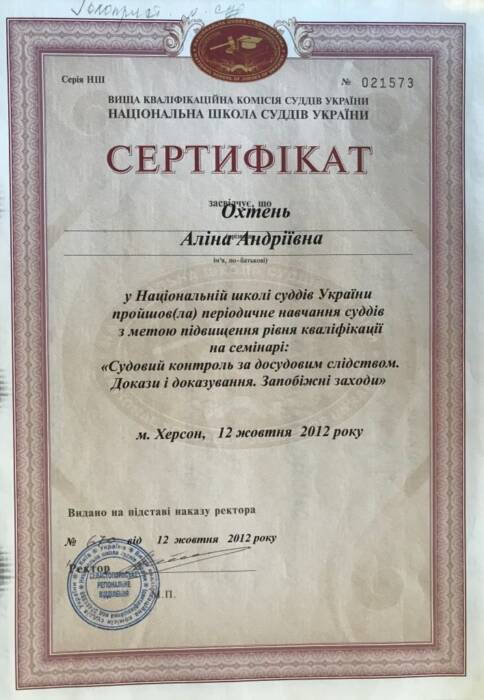 Серія НШ
№ 021573
ВИЩА КВАЛІФІКАЦІЙНА КОМІСІЯ СУДДІВ УКРАЇНИ
НАЦІОНАЛЬНА ШКОЛА СУДДІВ УКРАЇНИ
СЕРТИФІКАТ
засвідчує, що
Охтень
Аліна Андріївна
ім'я, по-батькові)
у Національній школі суддів України
пройшов(ла) періодичне навчання суддів
з метою підвищення рівня кваліфікації
на семінарі:
«Судовий контроль за досудовим слідством.
Докази і доказування. Запобіжні заходи»
м. Херсон, 12 жовтня 2012 року
Видано на підставі наказу ректора
№ від 12 жовтня 2012 року
Ректор
М.П.
СЕВАСТОПОЛЬСЬКЕ
РЕГІОНАЛЬНЕ
ВІДДІЛЕННЯ